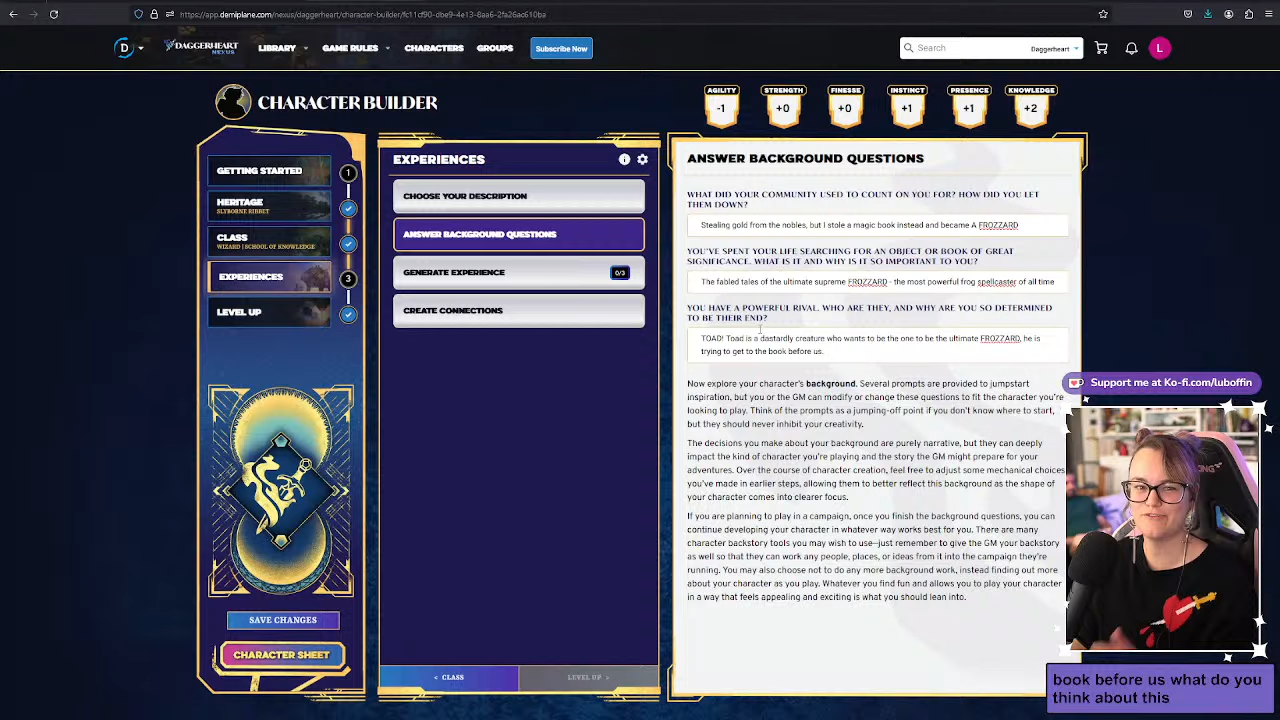 https://app.demiplane.com/nexus/daggerheart/character-builder/fc11cf90-dbe9-4e13-8aa6-2fa26ac610ba
D
DAGGERHEART
NEXUS
LIBRARY
GAME RULES
CHARACTERS
GROUPS
Subscribe Now
Search
Daggerheart
L
CHARACTER BUILDER
AGILITY
-1
STRENGTH
+0
FINESSE
+0
INSTINCT
+1
PRESENCE
+1
KNOWLEDGE
+2
GETTING STARTED
1
HERITAGE
SLYBORNE RIBBET
CLASS
WIZARD | SCHOOL OF KNOWLEDGE
EXPERIENCES
3
LEVEL UP
SAVE CHANGES
CHARACTER SHEET
EXPERIENCES
CHOOSE YOUR DESCRIPTION
ANSWER BACKGROUND QUESTIONS
GENERATE EXPERIENCE
0/3
CREATE CONNECTIONS
< CLASS
LEVEL UP >
ANSWER BACKGROUND QUESTIONS
WHAT DID YOUR COMMUNITY USED TO COUNT ON YOU FOR? HOW DID YOU LET
THEM DOWN?
Stealing gold from the nobles, but I stole a magic book instead and became A FROZZARD
YOU'VE SPENT YOUR LIFE SEARCHING FOR AN OBJECT OR BOOK OF GREAT
SIGNIFICANCE. WHAT IS IT AND WHY IS IT SO IMPORTANT TO YOU?
The fabled tales of the ultimate supreme FROZZARD - the most powerful frog spellcaster of all time
YOU HAVE A POWERFUL RIVAL. WHO ARE THEY, AND WHY ARE YOU SO DETERMINED
TO BE THEIR END?
TOAD! Toad is a dastardly creature who wants to be the one to be the ultimate FROZZARD, he is
trying to get to the book before us.
Now explore your character's background. Several prompts are provided to jumpstart
inspiration, but you or the GM can modify or change these questions to fit the character you're
looking to play. Think of the prompts as a jumping-off point if you don't know where to start,
but they should never inhibit your creativity.
The decisions you make about your background are purely narrative, but they can deeply
impact the kind of character you're playing and the story the GM might prepare for your
adventures. Over the course of character creation, feel free to adjust some mechanical choices
you've made in earlier steps, allowing them to better reflect this background as the shape of
your character comes into clearer focus.
If you are planning to play in a campaign, once you finish the background questions, you can
continue developing your character in whatever way works best for you. There are many
character backstory tools you may wish to use—just remember to give the GM your backstory
as well so that they can work any people, places, or ideas from it into the campaign they're
running. You may also choose not to do any more background work, instead finding out more
about your character as you play. Whatever you find fun and allows you to play your character
in a way that feels appealing and exciting is what you should lean into.
Support me at Ko-fi.com/luboffin
book before us what do you
think about this